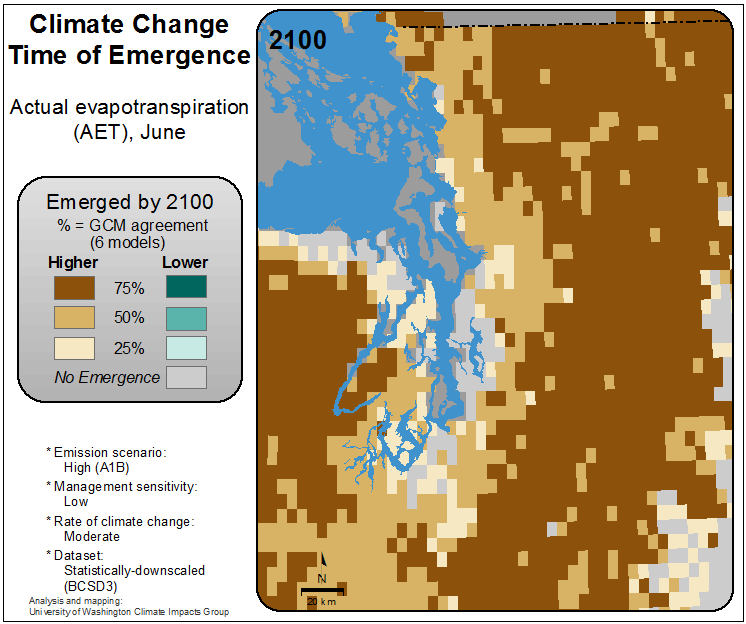 Climate Change
Time of Emergence
Actual evapotranspiration
(AET), June
Emerged by 2100
% = GCM agreement
(6 models)
Higher Lower
75%
50%
25%
No Emergence
* Emission scenario:
High (A1B)
* Management sensitivity:
Low
* Rate of climate change:
Moderate
* Dataset:
Statistically-downscaled
(BCSD3)
Analysis and mapping:
University of Washington Climate Impacts Group
2100
N
20 km